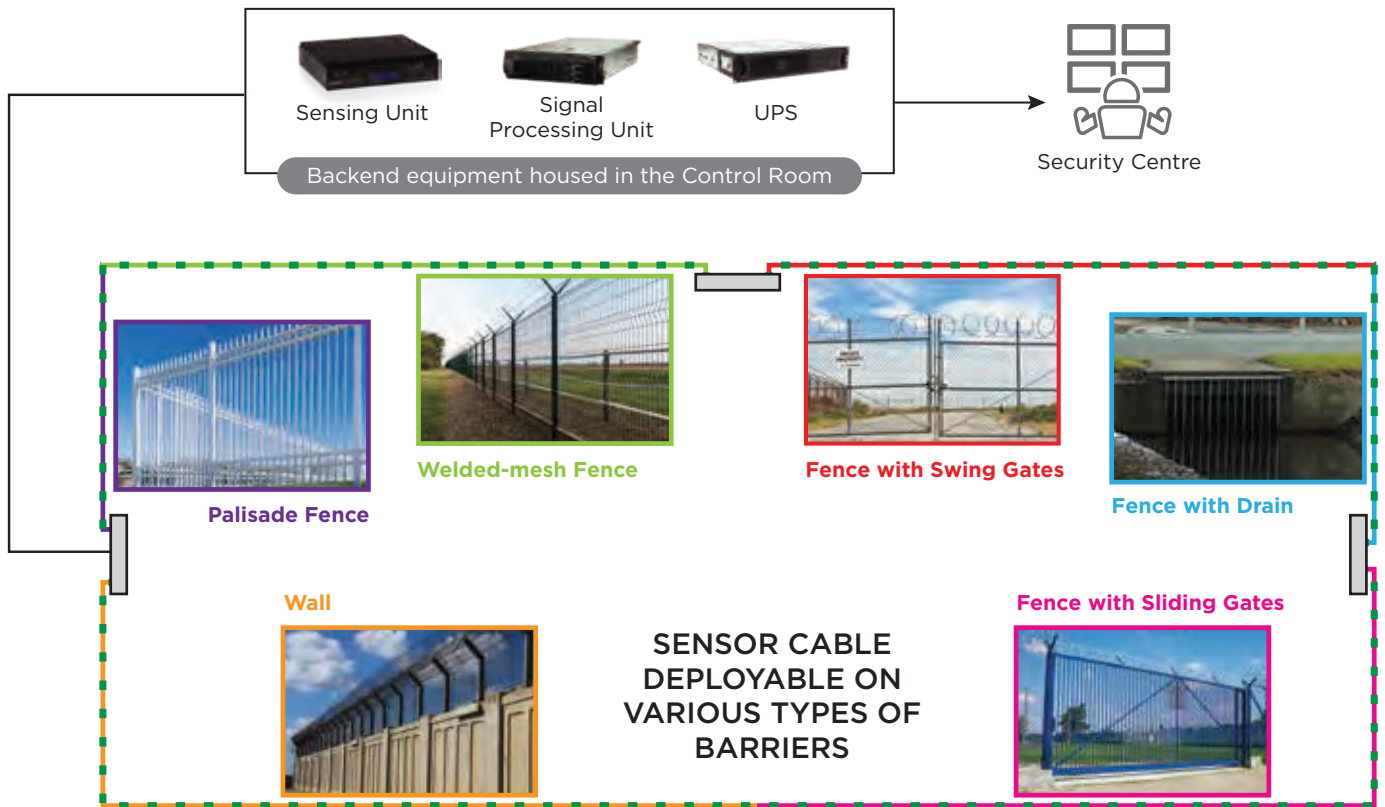 Sensing Unit
Signal
Processing Unit
UPS
Backend equipment housed in the Control Room
Security Centre
Palisade Fence
Welded-mesh Fence
Fence with Swing Gates
Fence with Drain
Wall
SENSOR CABLE
DEPLOYABLE ON
VARIOUS TYPES OF
BARRIERS
Fence with Sliding Gates